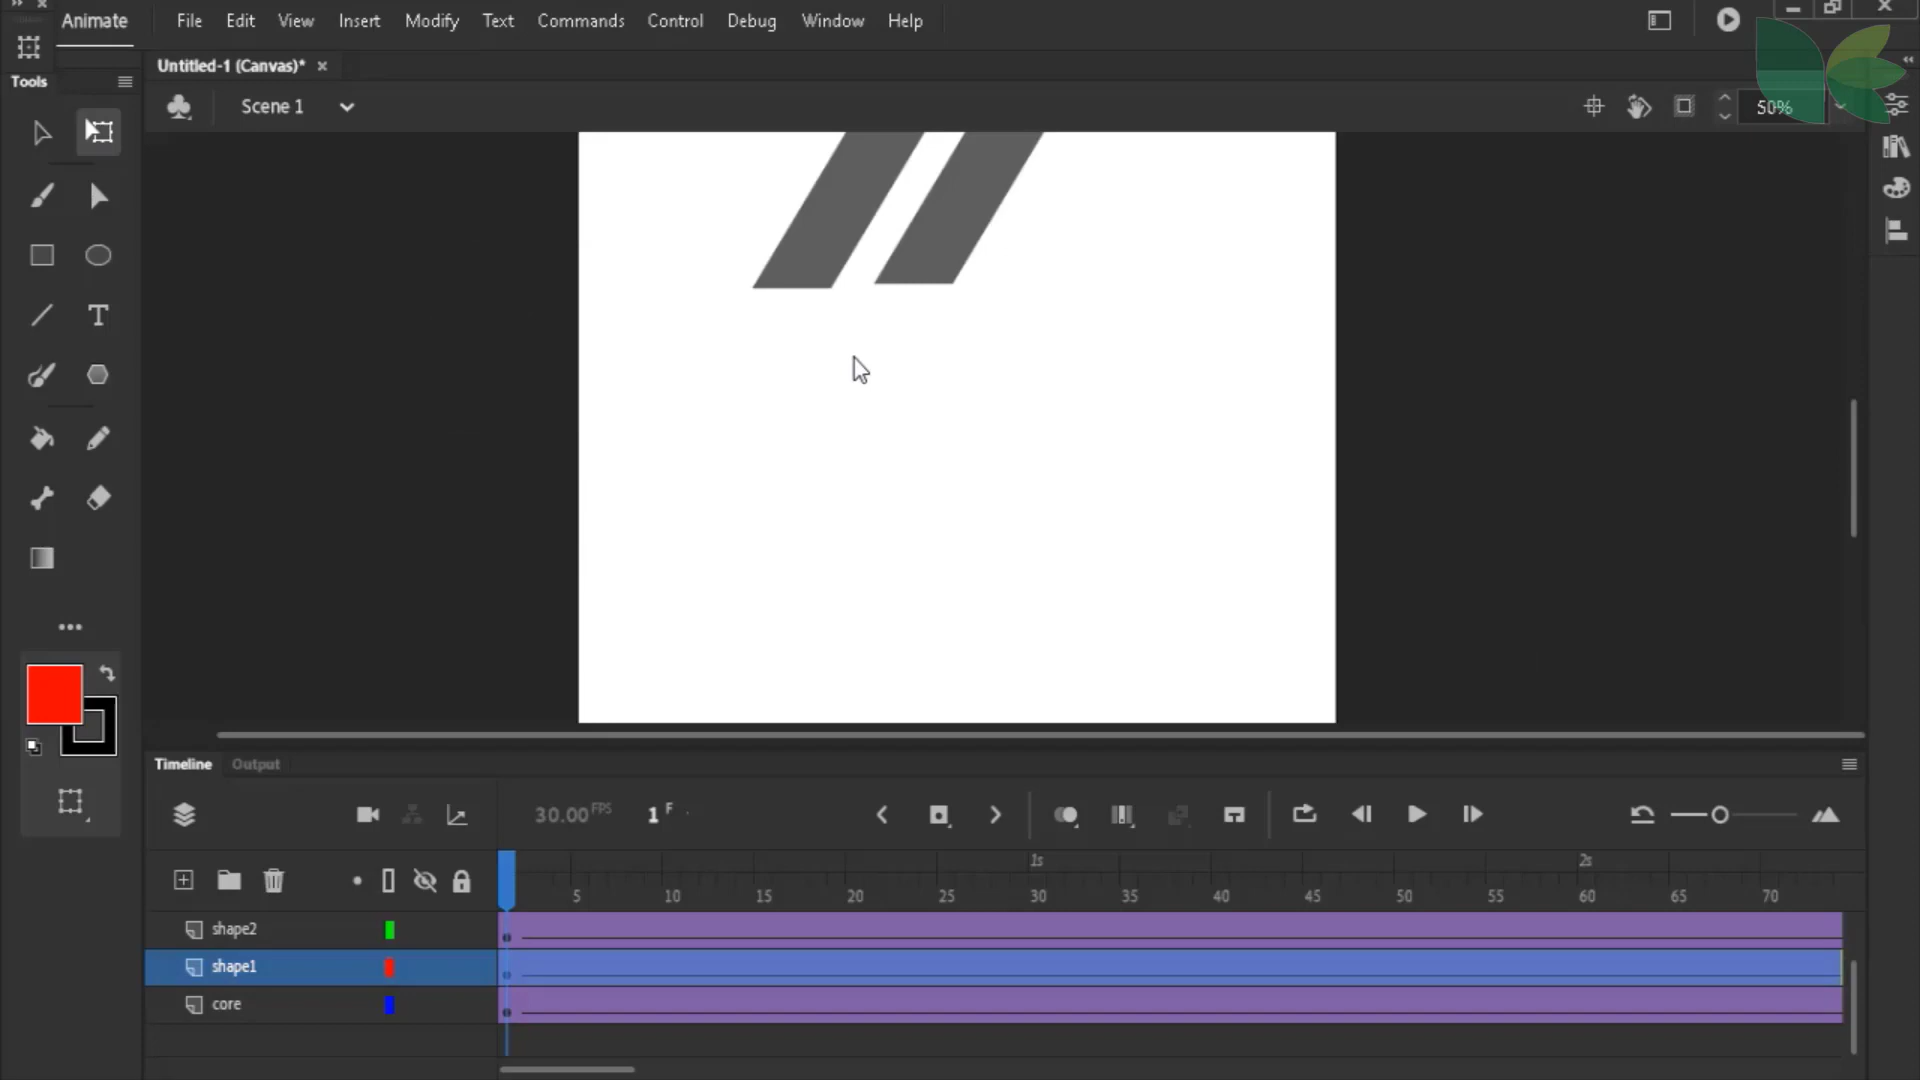 Animate File Edit View Insert Modify Text Commands Control Debug Window Help
Tools
Untitled-1 (Canvas)*
Scene 1
50%
Timeline Output
30.00 FPS 1 F
1s 2s
5 10 15 20 25 30 35 40 45 50 55 60 65 70
shape2
shape1
core